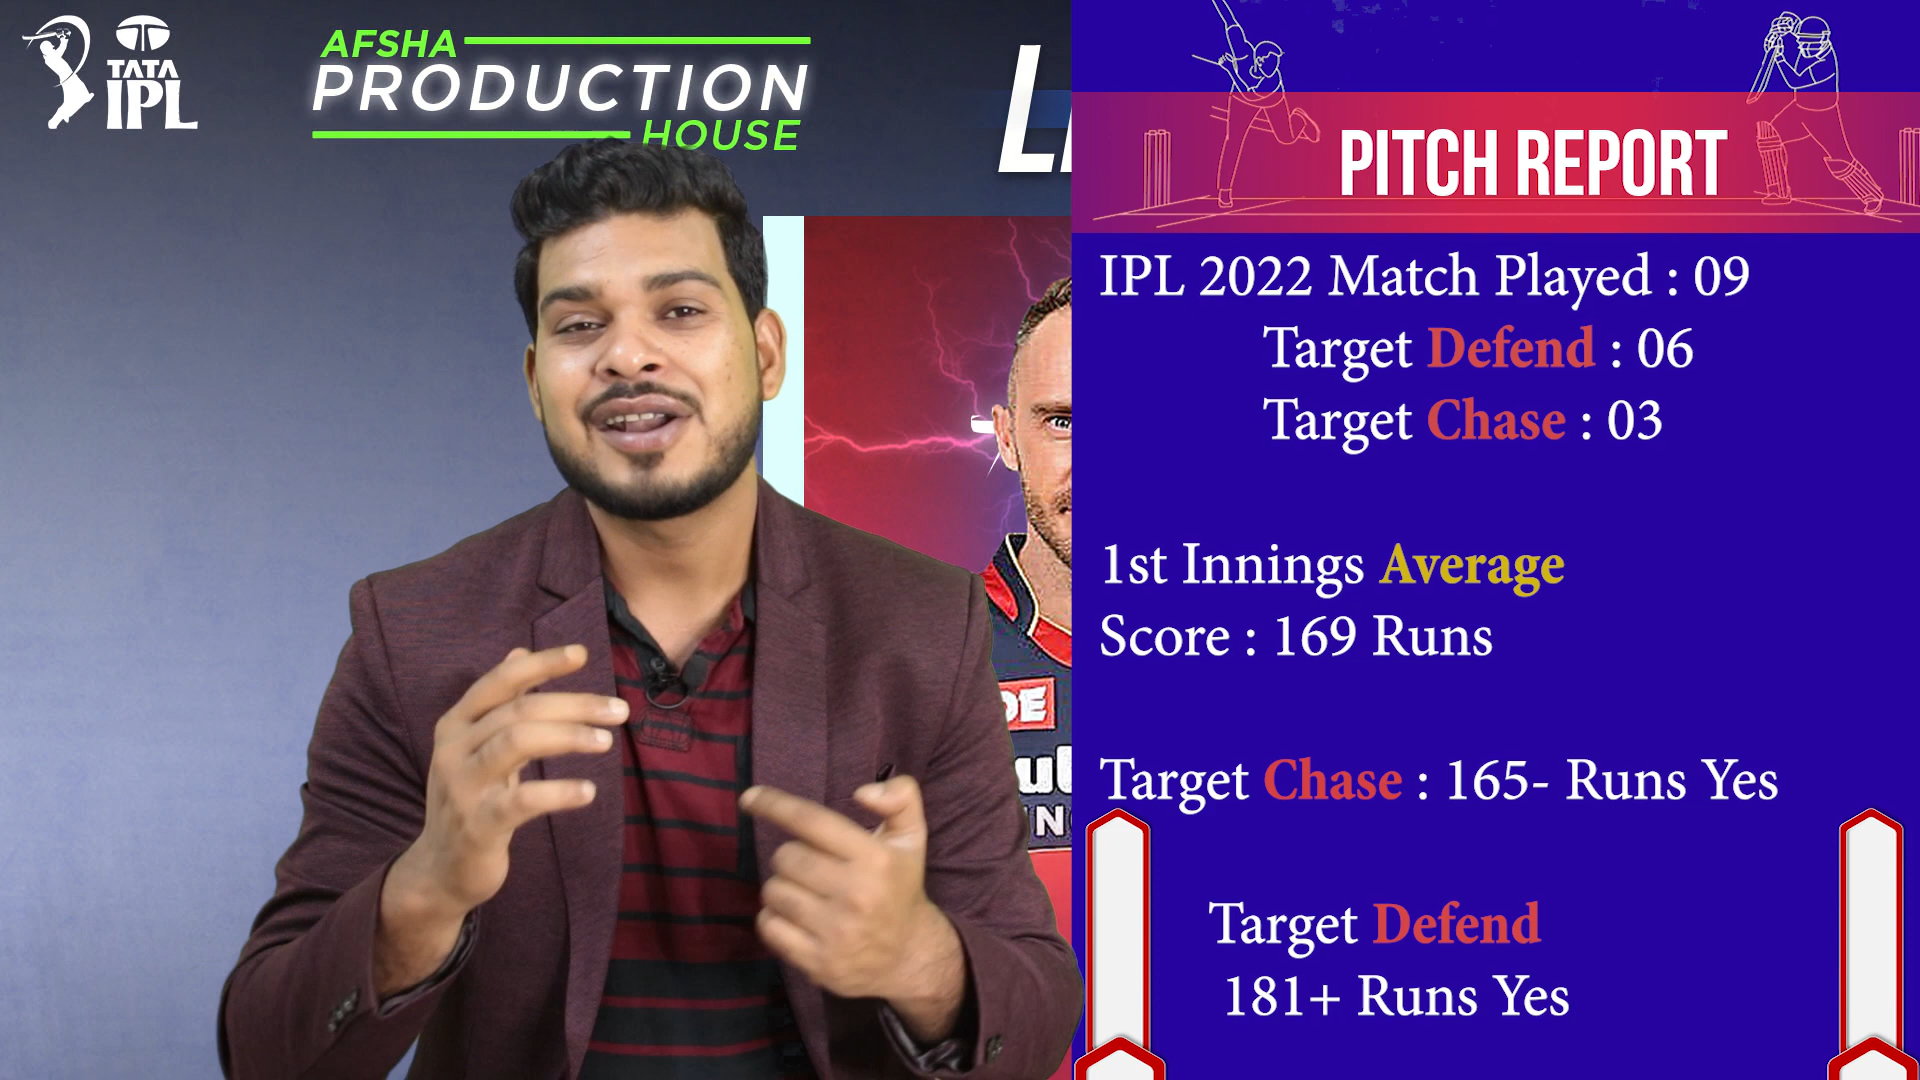 TATA
IPL
AFSHA
PRODUCTION
HOUSE
PITCH REPORT
IPL 2022 Match Played : 09
Target Defend : 06
Target Chase : 03
1st Innings Average
Score : 169 Runs
Target Chase : 165- Runs Yes
Target Defend
181+ Runs Yes